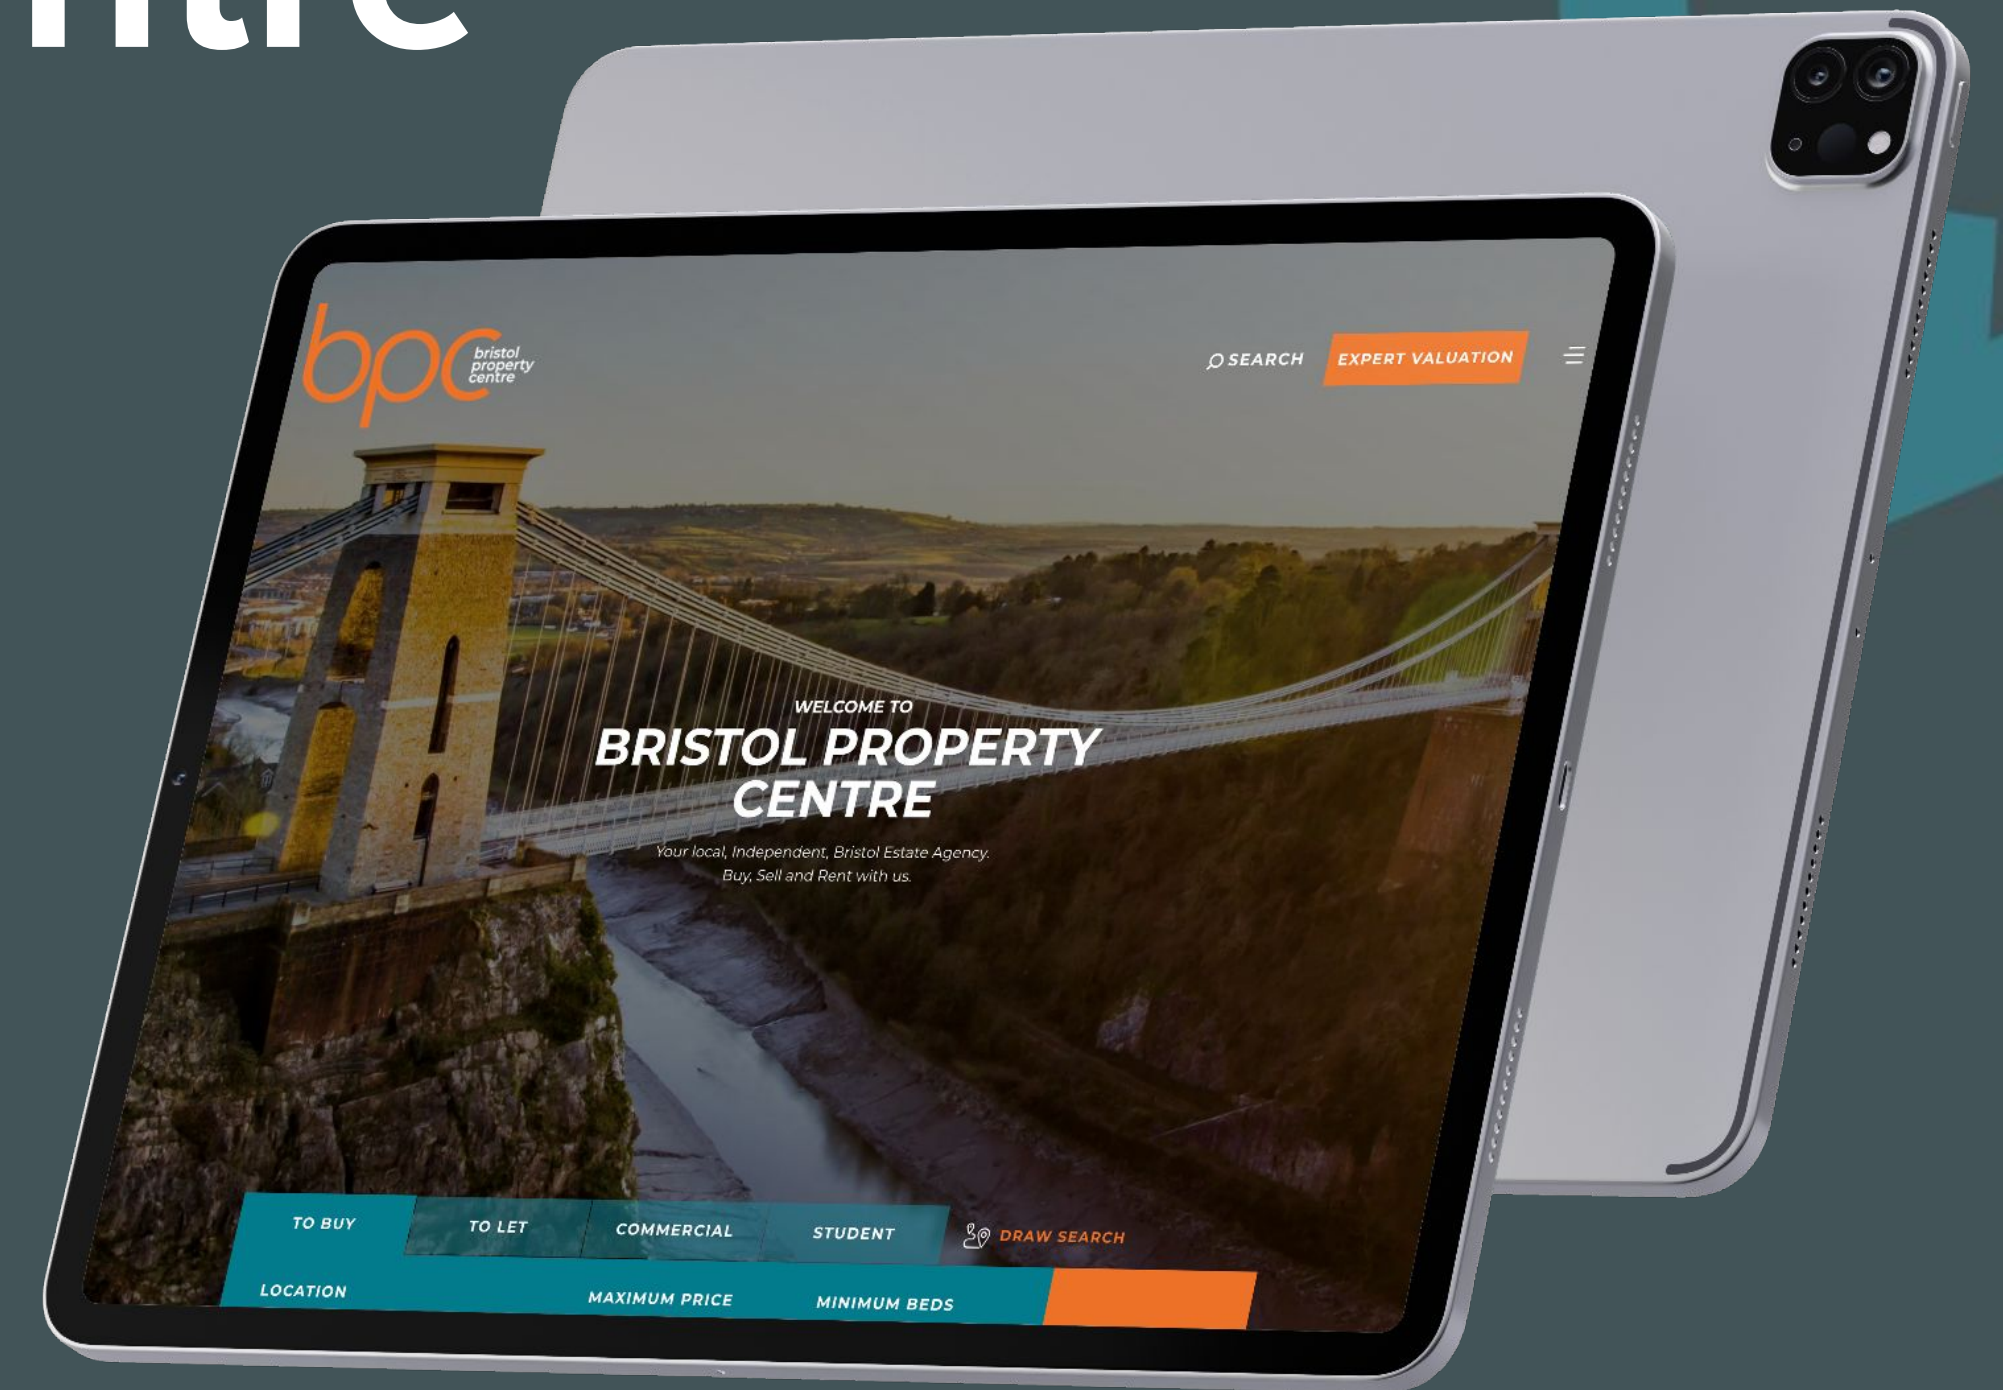 ntre
bpc
bristol
property
centre
SEARCH
EXPERT VALUATION
WELCOME TO
BRISTOL PROPERTY
CENTRE
Your local, Independent, Bristol Estate Agency.
Buy, Sell and Rent with us.
TO BUY
TO LET
COMMERCIAL
STUDENT
DRAW SEARCH
LOCATION
MAXIMUM PRICE
MINIMUM BEDS